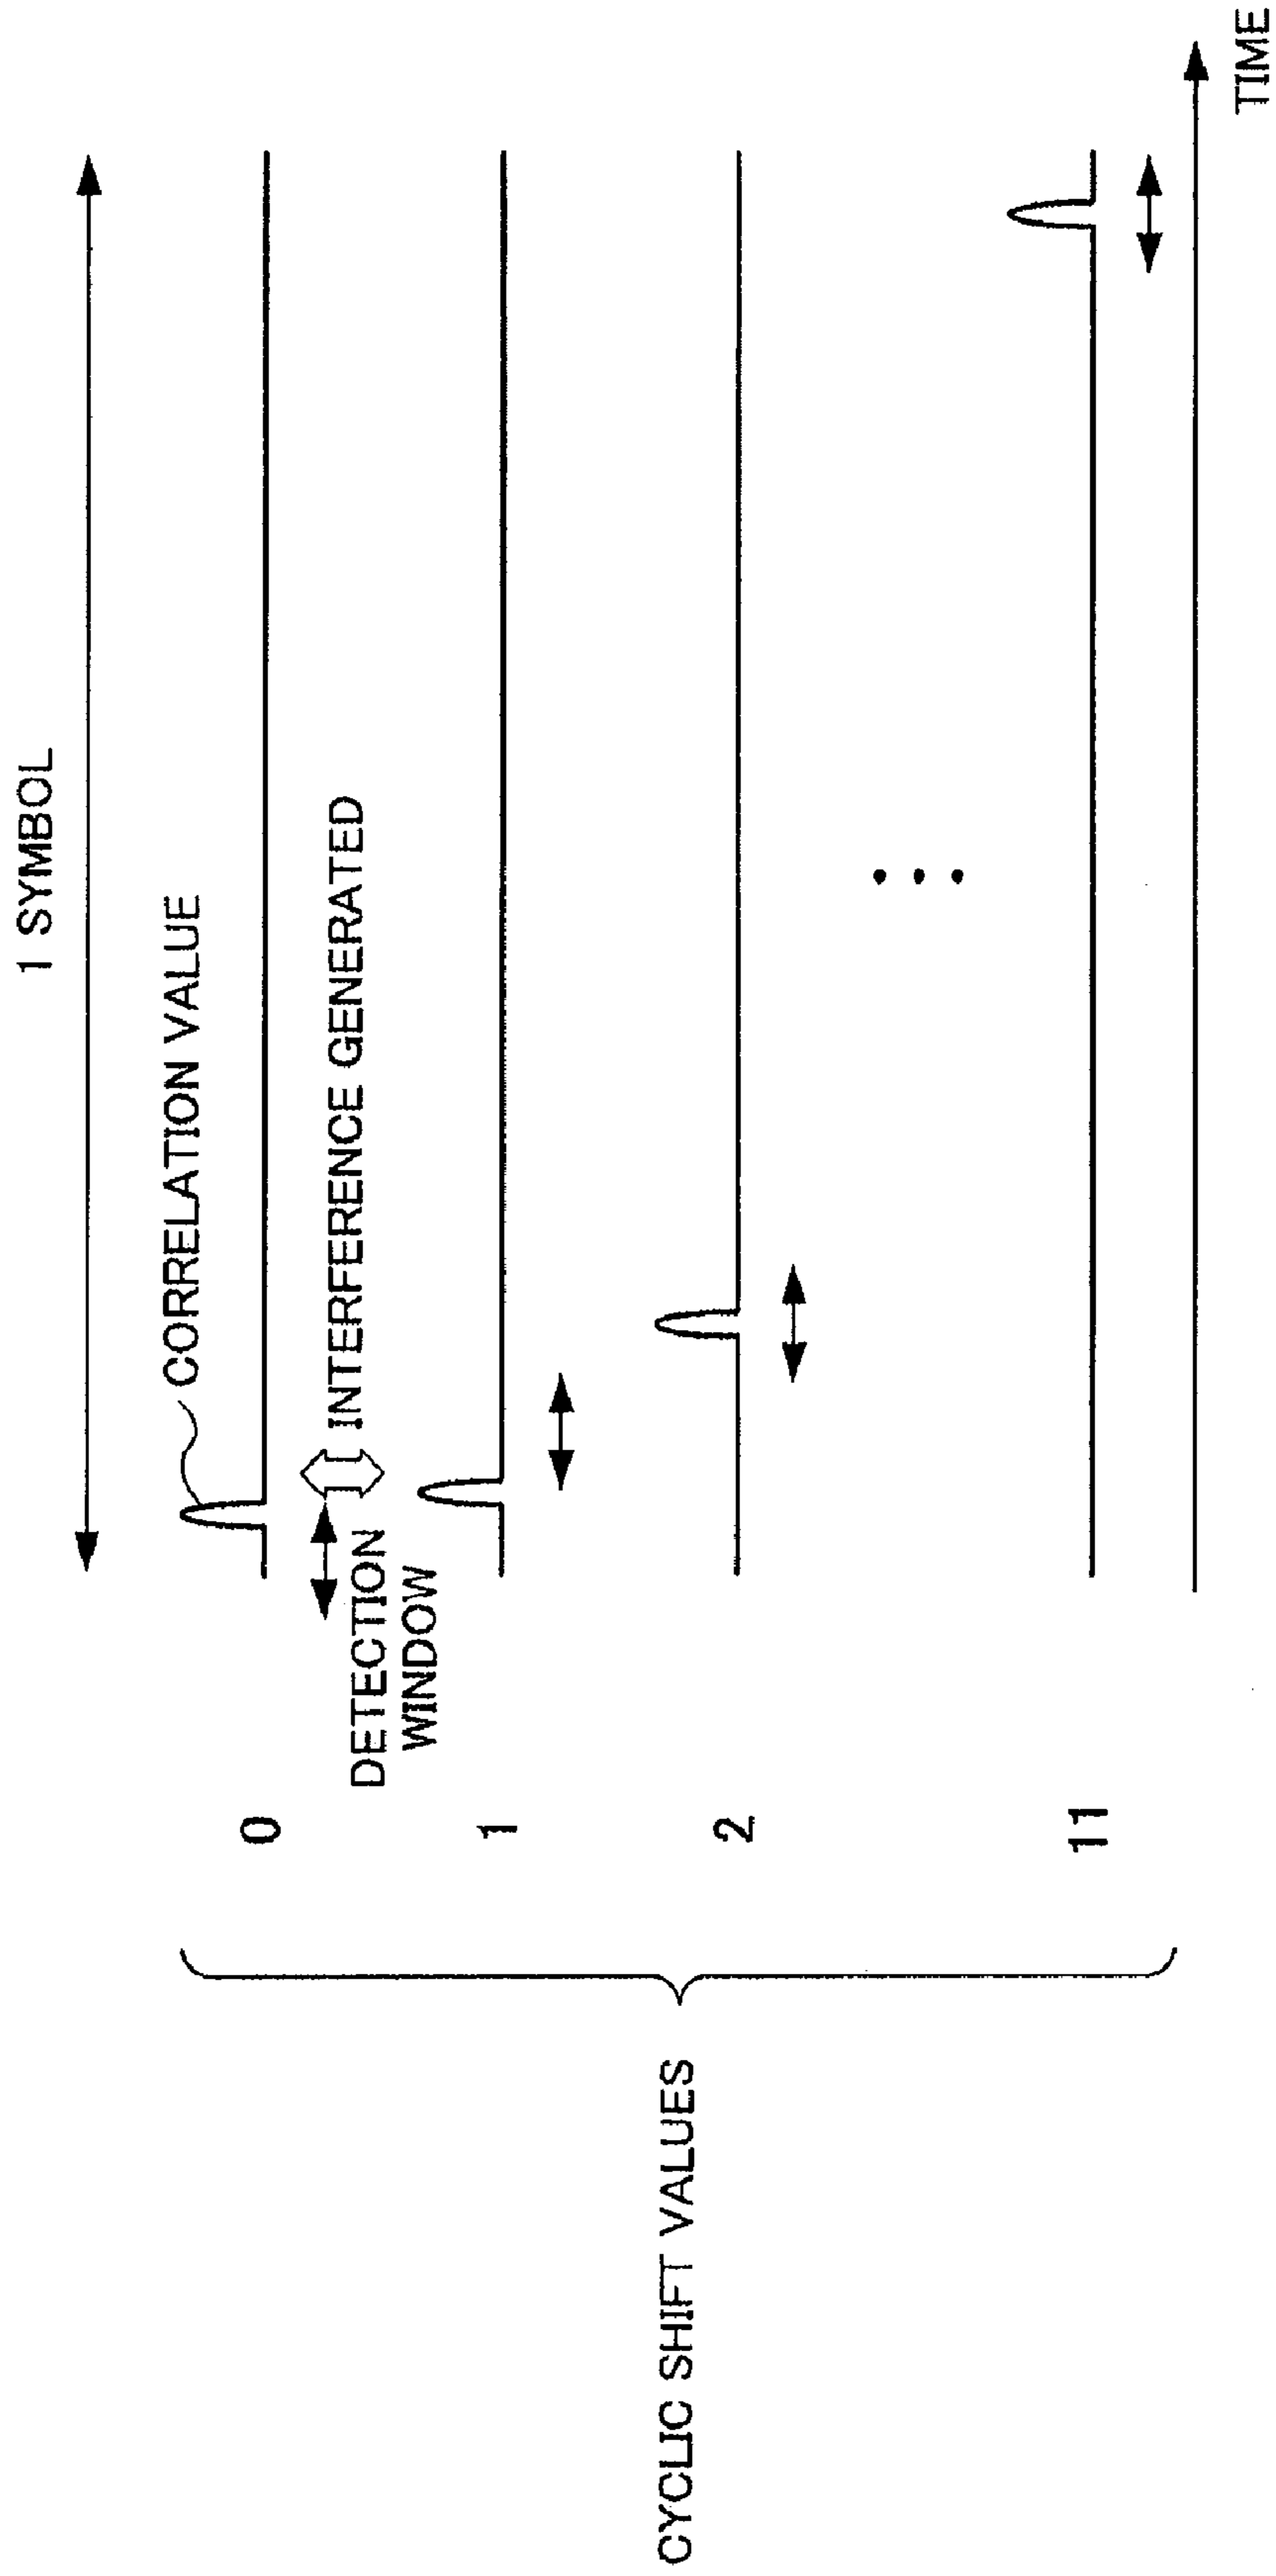 1 SYMBOL
CORRELATION VALUE
INTERFERENCE GENERATED
DETECTION
WINDOW
CYCLIC SHIFT VALUES
0
1
2
11
TIME